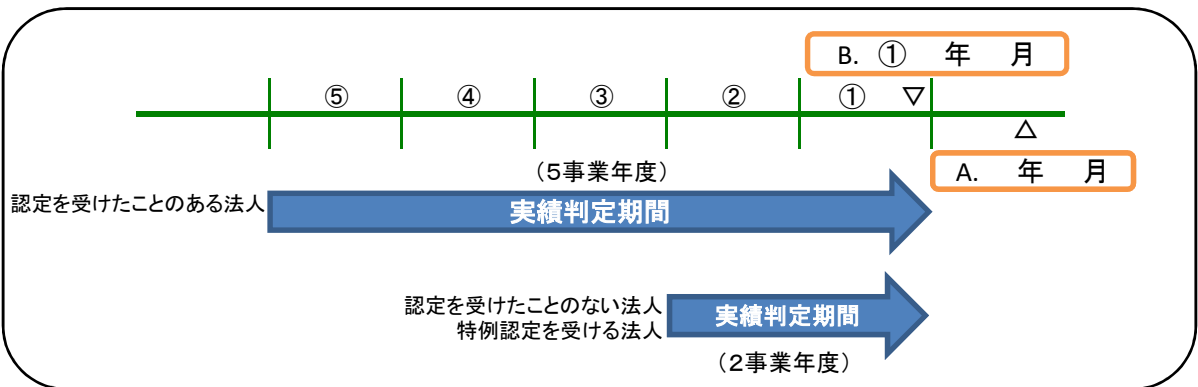 B. ① 年 月
⑤ ④ ③ ② ① ▽
△
A. 年 月
（5事業年度）
認定を受けたことのある法人
実績判定期間
認定を受けたことのない法人
特例認定を受ける法人
実績判定期間
（２事業年度）